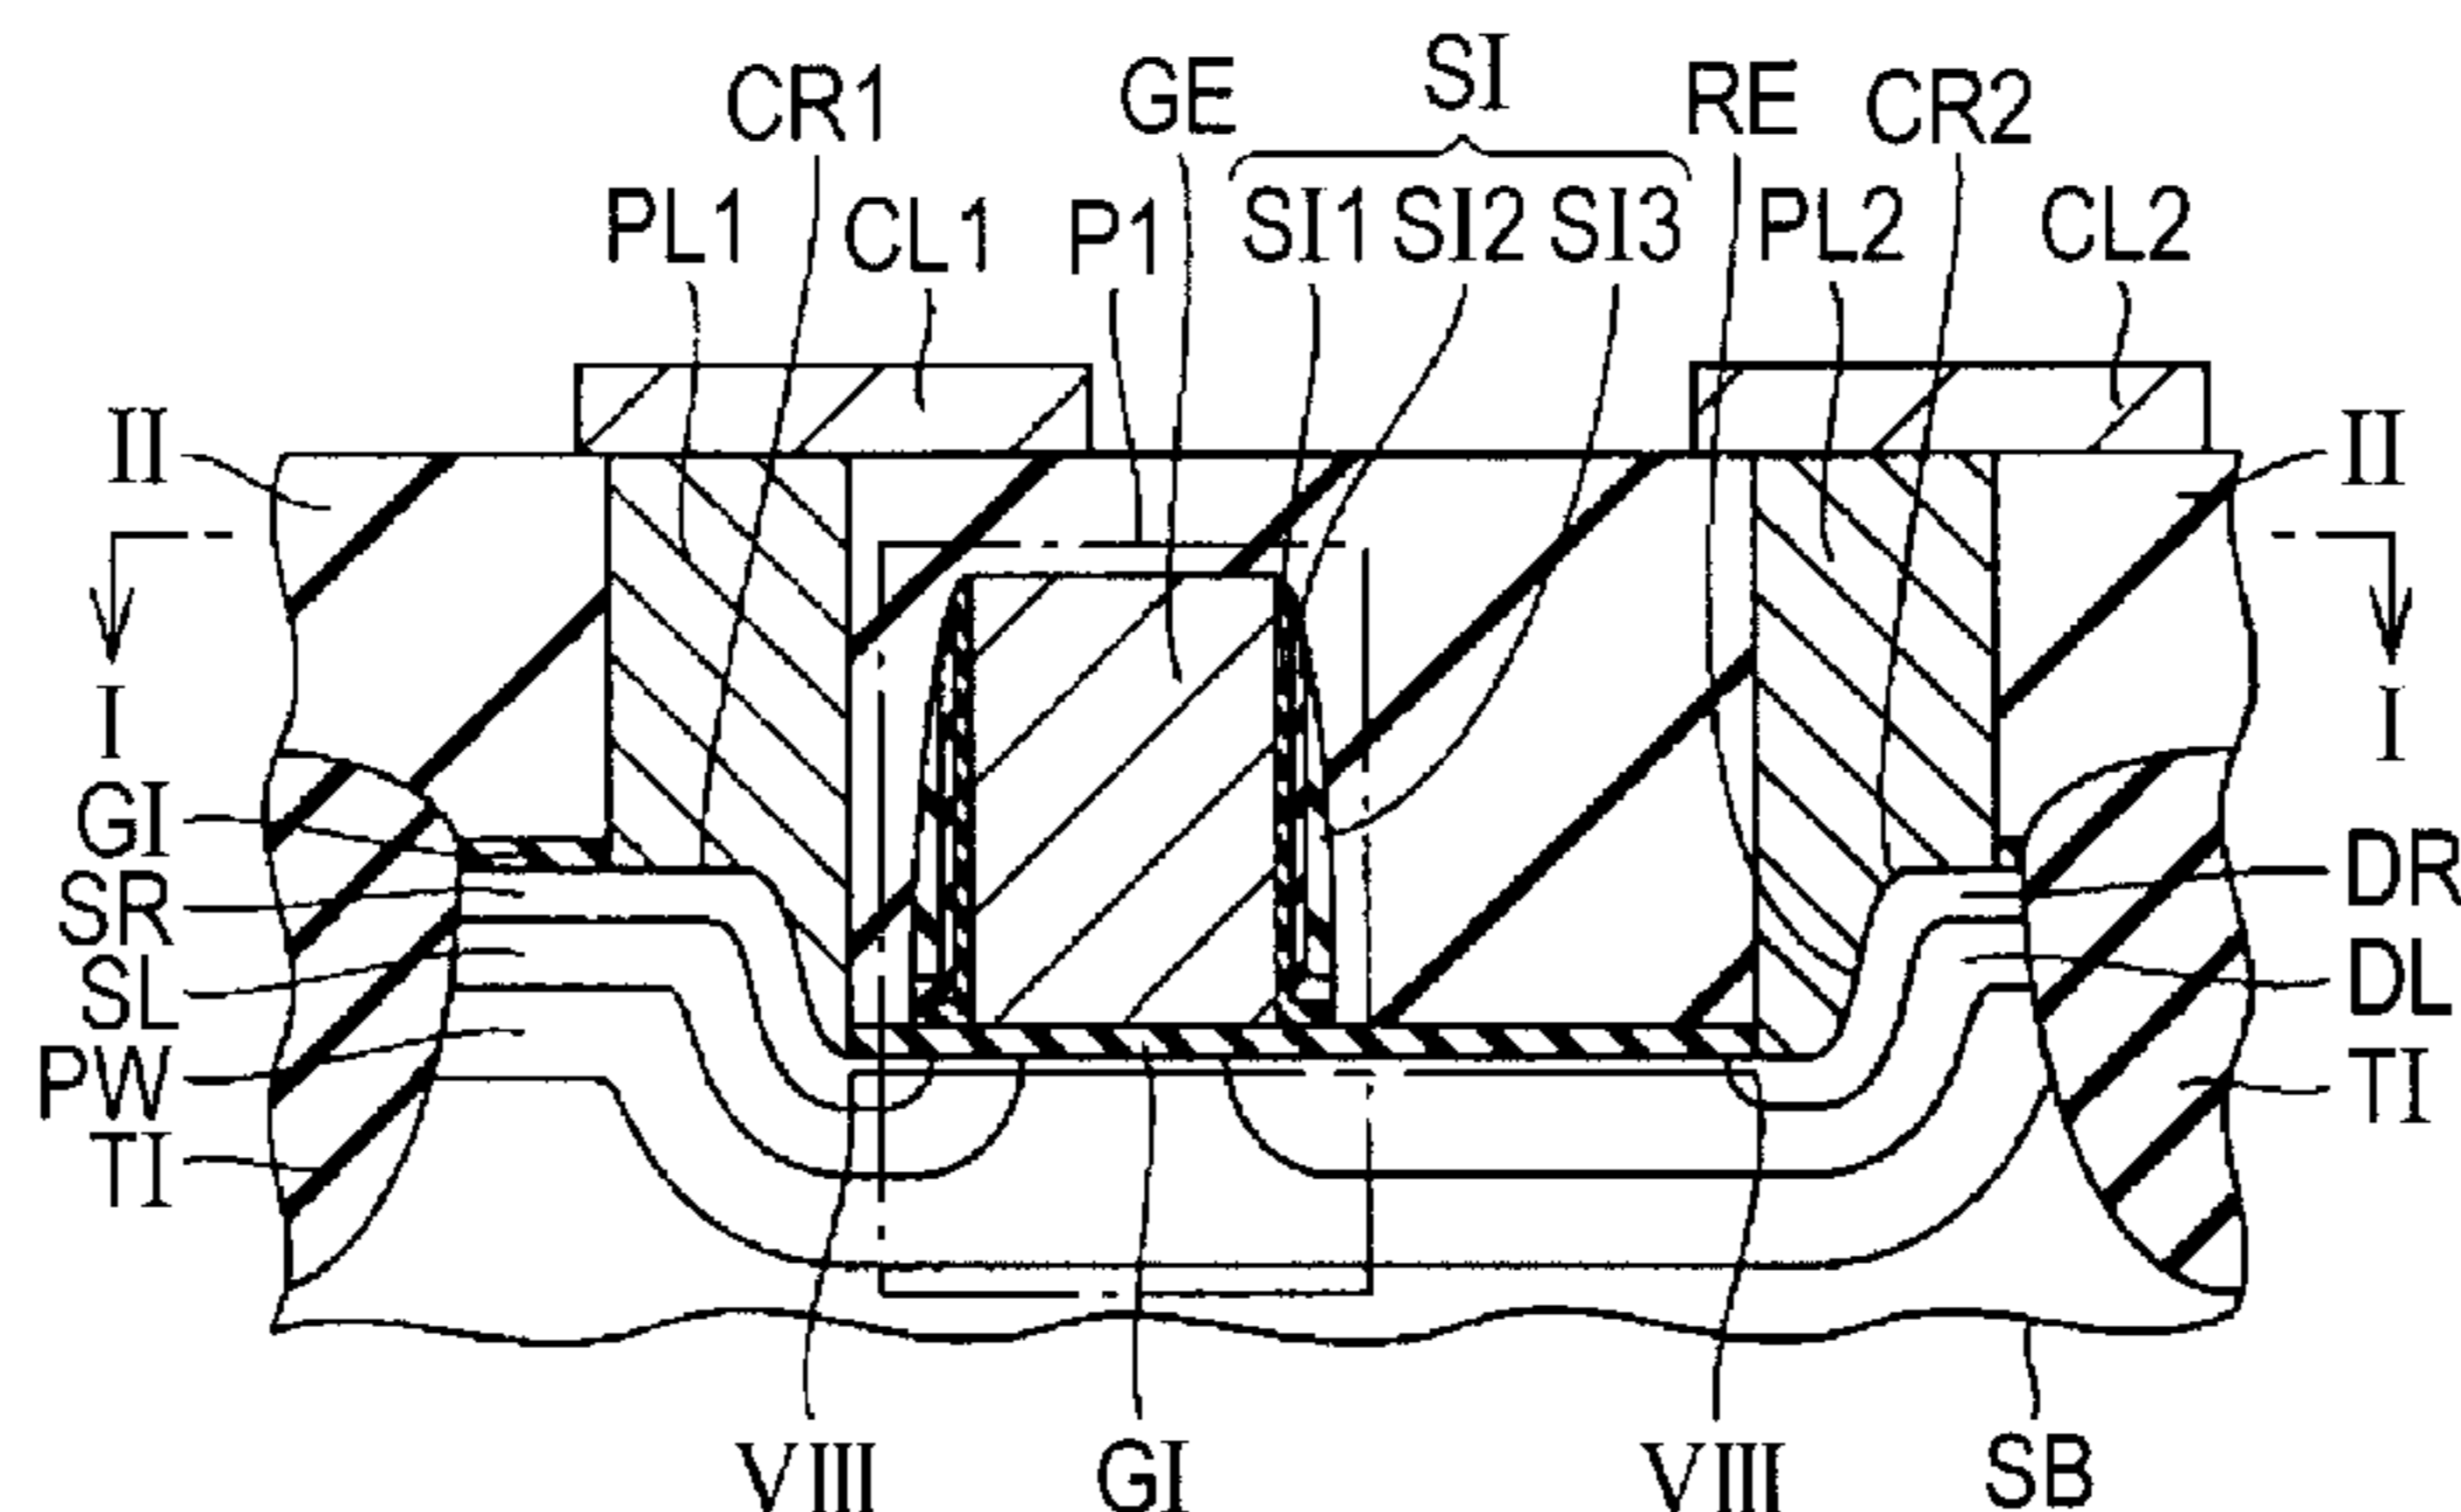 SI
CR1 GE RE CR2
PL1 CL1 P1 SI1 SI2 SI3 PL2 CL2
II II
I I
GI
SR DR
SL DL
PW TI
TI
VIII GI VIII SB